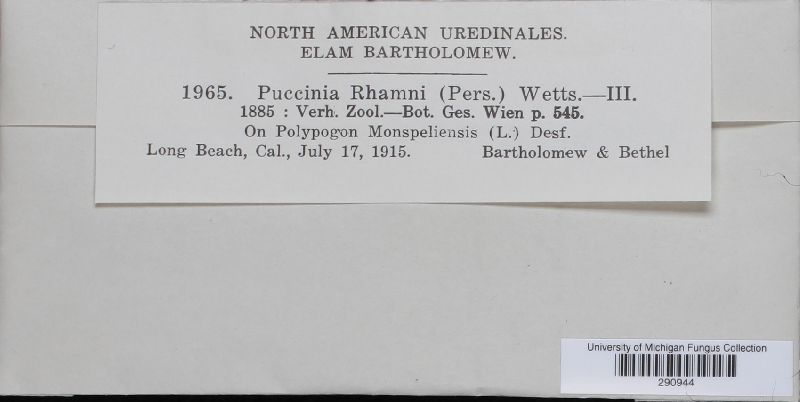 NORTH AMERICAN UREDINALES.
ELAM BARTHOLOMEW.
1965. Puccinia Rhamni (Pers.) Wetts.—III.
1885 : Verh. Zool.—Bot. Ges. Wien p. 545.
On Polypogon Monspeliensis (L.) Desf.
Long Beach, Cal., July 17, 1915. Bartholomew & Bethel
University of Michigan Fungus Collection
290944